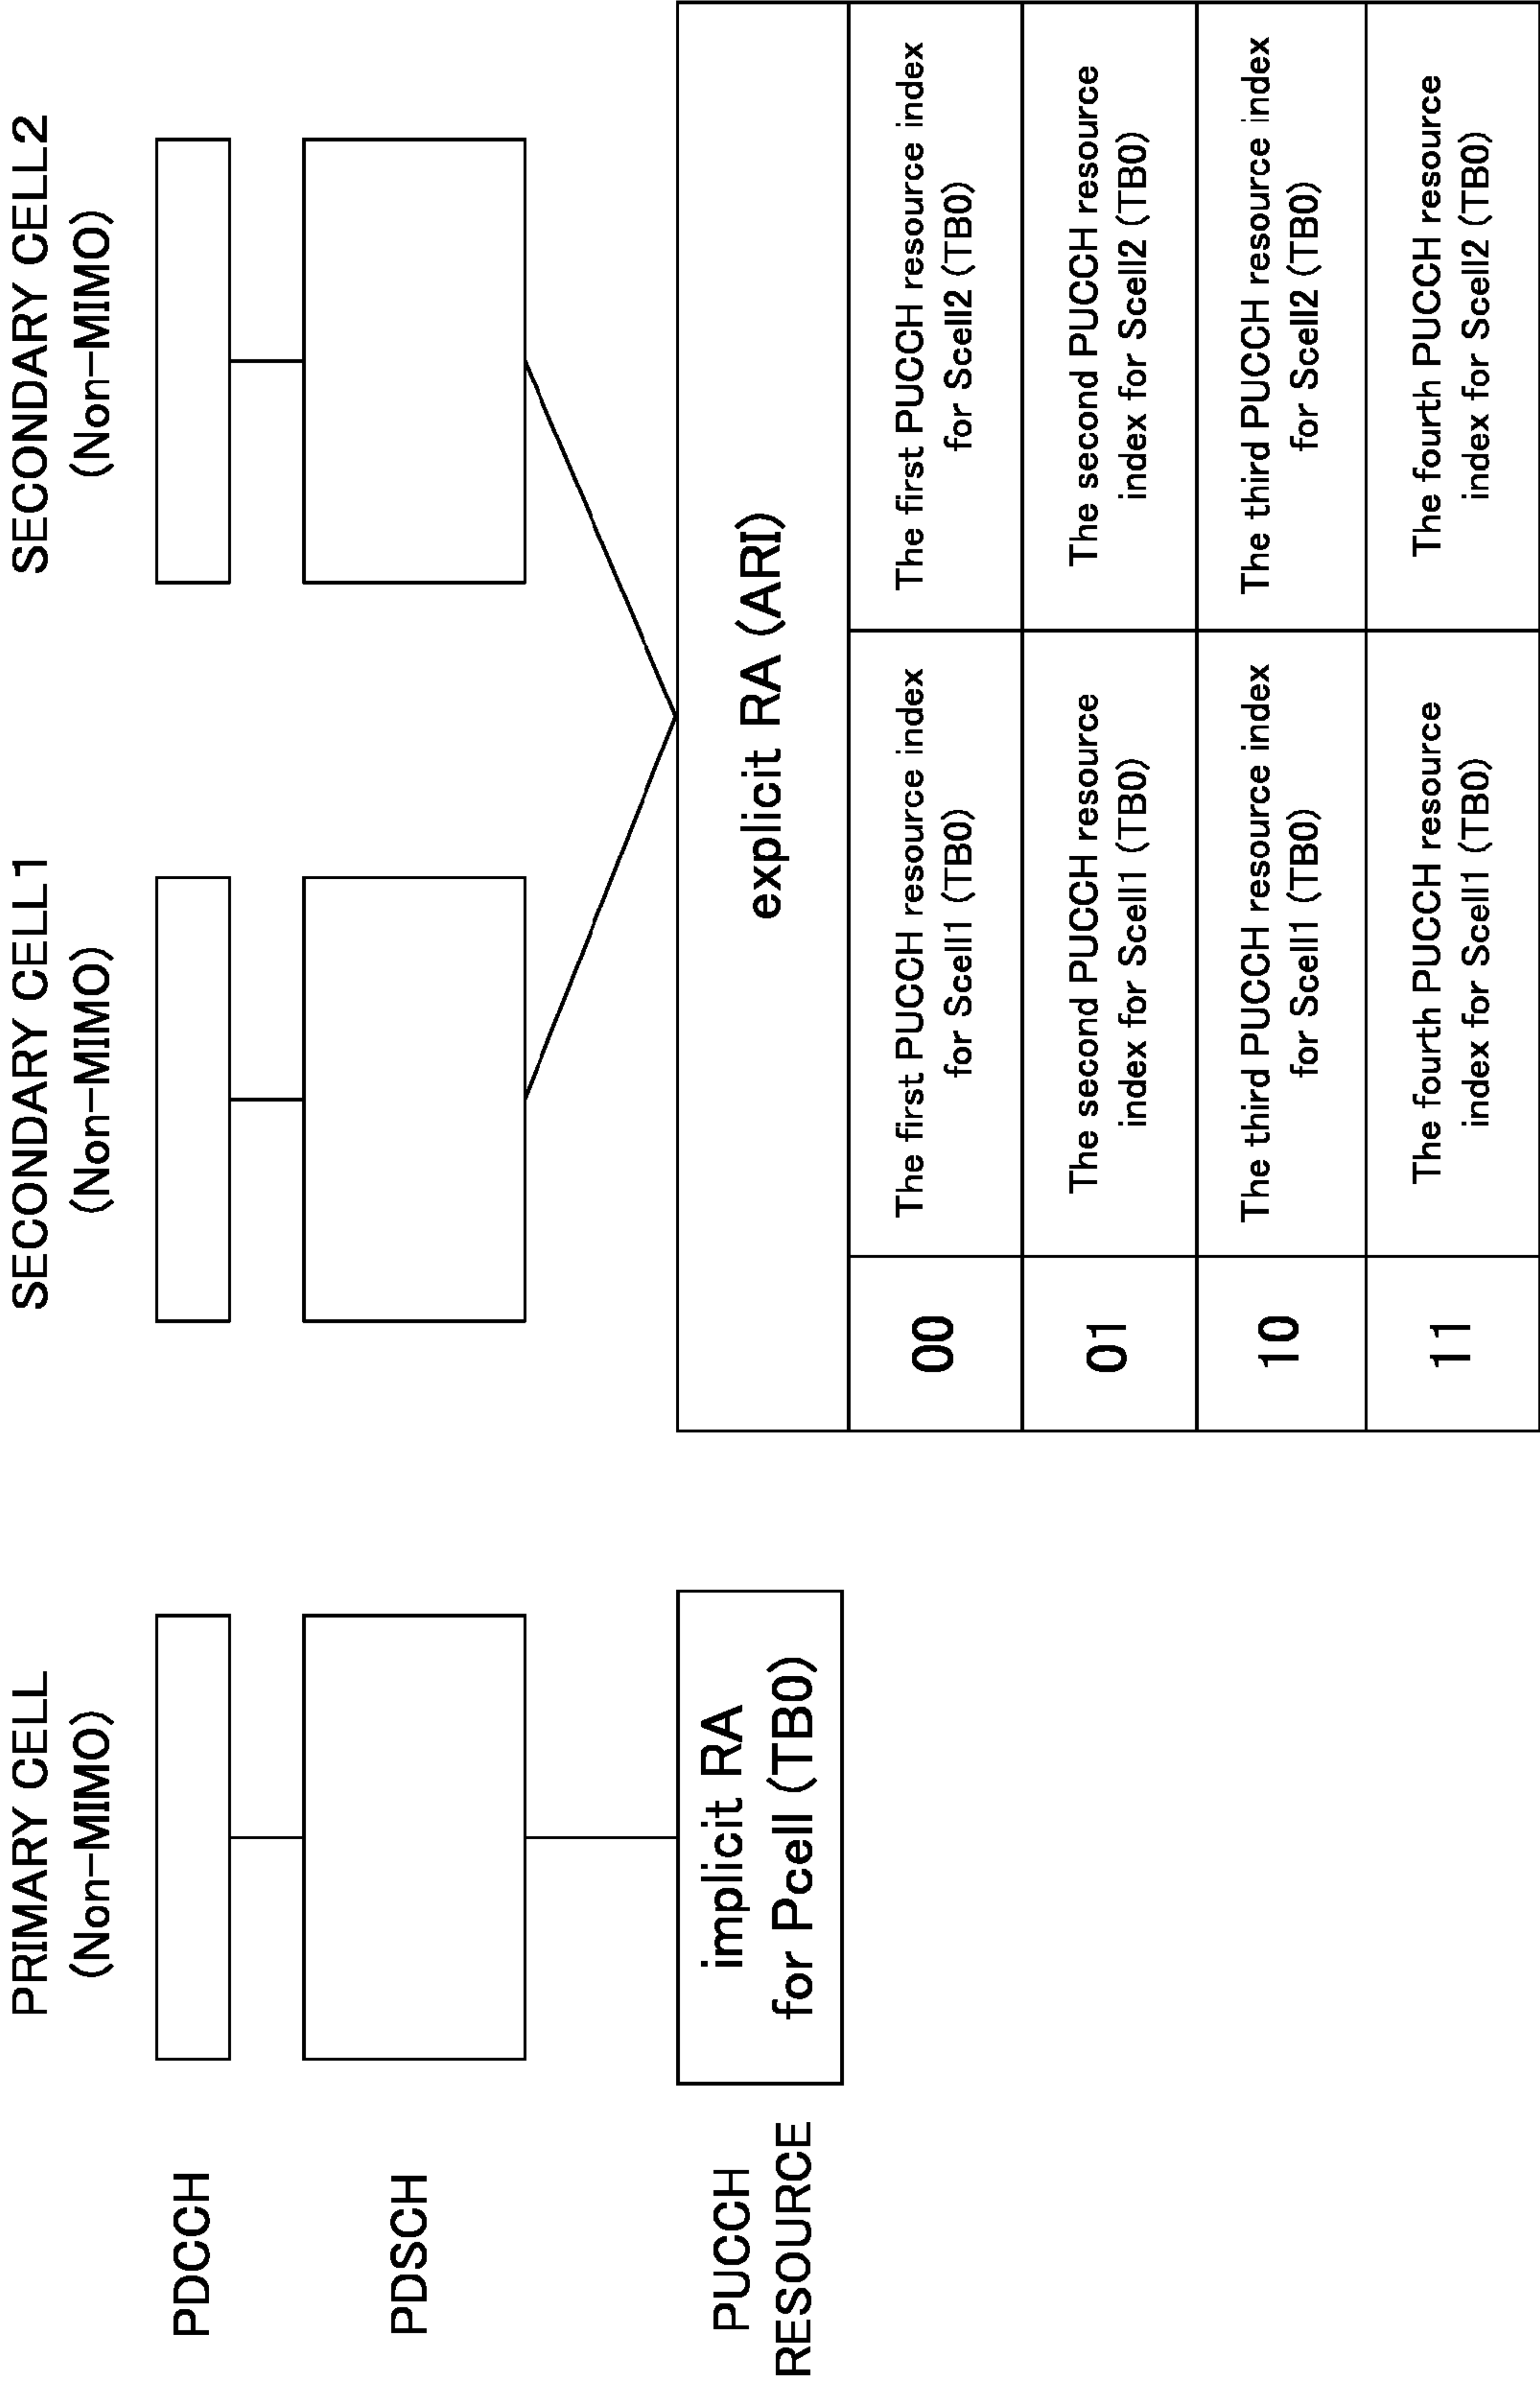 PRIMARY CELL
(Non-MIMO)
SECONDARY CELL1
(Non-MIMO)
SECONDARY CELL2
(Non-MIMO)
PDCCH
PDSCH
PUCCH
RESOURCE
implicit RA
for Pcell (TB0)
explicit RA (ARI)
00
The first PUCCH resource index
for Scell1 (TB0)
The first PUCCH resource index
for Scell2 (TB0)
01
The second PUCCH resource
index for Scell1 (TB0)
The second PUCCH resource
index for Scell2 (TB0)
10
The third PUCCH resource index
for Scell1 (TB0)
The third PUCCH resource index
for Scell2 (TB0)
11
The fourth PUCCH resource
index for Scell1 (TB0)
The fourth PUCCH resource
index for Scell2 (TB0)